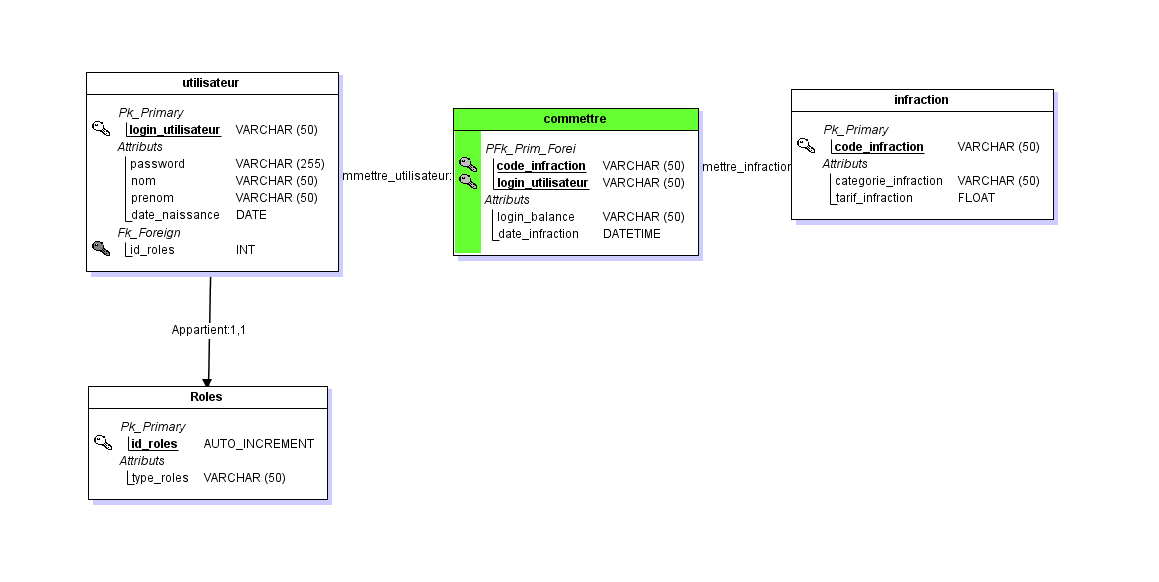 utilisateur
Pk_Primary
login_utilisateur VARCHAR (50)
Attributs
password VARCHAR (255)
nom VARCHAR (50)
prenom VARCHAR (50)
date_naissance DATE
Fk_Foreign
id_roles INT
mmettre_utilisateur:
commettre
PFk_Prim_Forei
code_infraction VARCHAR (50)
login_utilisateur VARCHAR (50)
Attributs
login_balance VARCHAR (50)
date_infraction DATETIME
mettre_infraction
infraction
Pk_Primary
code_infraction VARCHAR (50)
Attributs
categorie_infraction VARCHAR (50)
tarif_infraction FLOAT
Appartient:1,1
Roles
Pk_Primary
id_roles AUTO_INCREMENT
Attributs
type_roles VARCHAR (50)